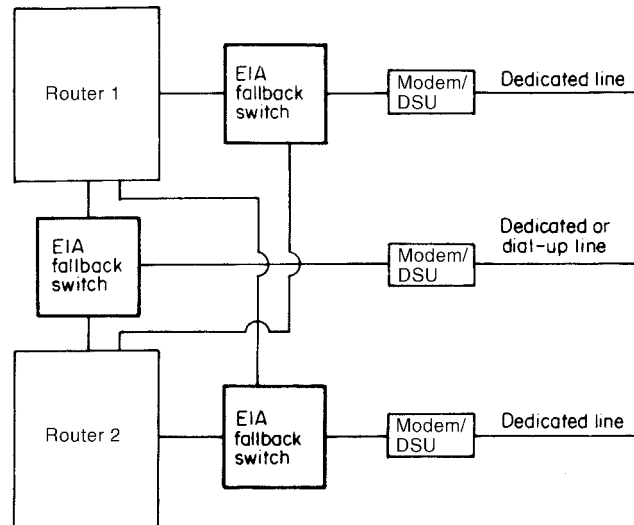 Router 1
EIA
fallback
switch
Modem/
DSU
Dedicated line
EIA
fallback
switch
Modem/
DSU
Dedicated or
dial-up line
Router 2
EIA
fallback
switch
Modem/
DSU
Dedicated line